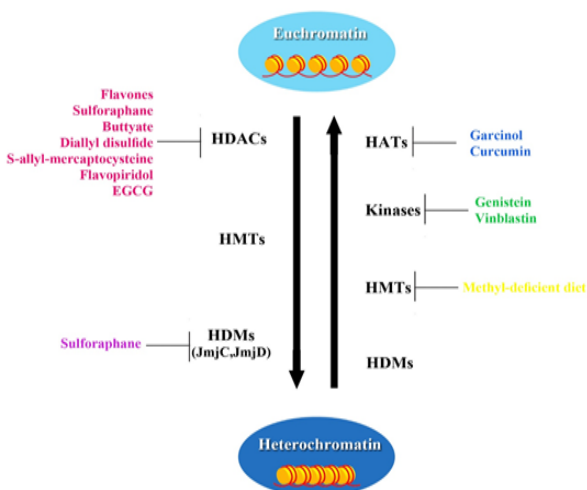 Euchromatin
Flavones
Sulforaphane
Buttyate
Diallyl disulfide
S-allyl-mercaptocysteine
Flavopiridol
EGCG
HDACs
HMTs
Sulforaphane
HDMs
(JmjC,JmjD)
HATs
Garcinol
Curcumin
Kinases
Genistein
Vinblastin
HMTs
Methyl-deficient diet
HDMs
Heterochromatin